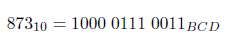 873₁₀ = 1000 0111 0011_BCD